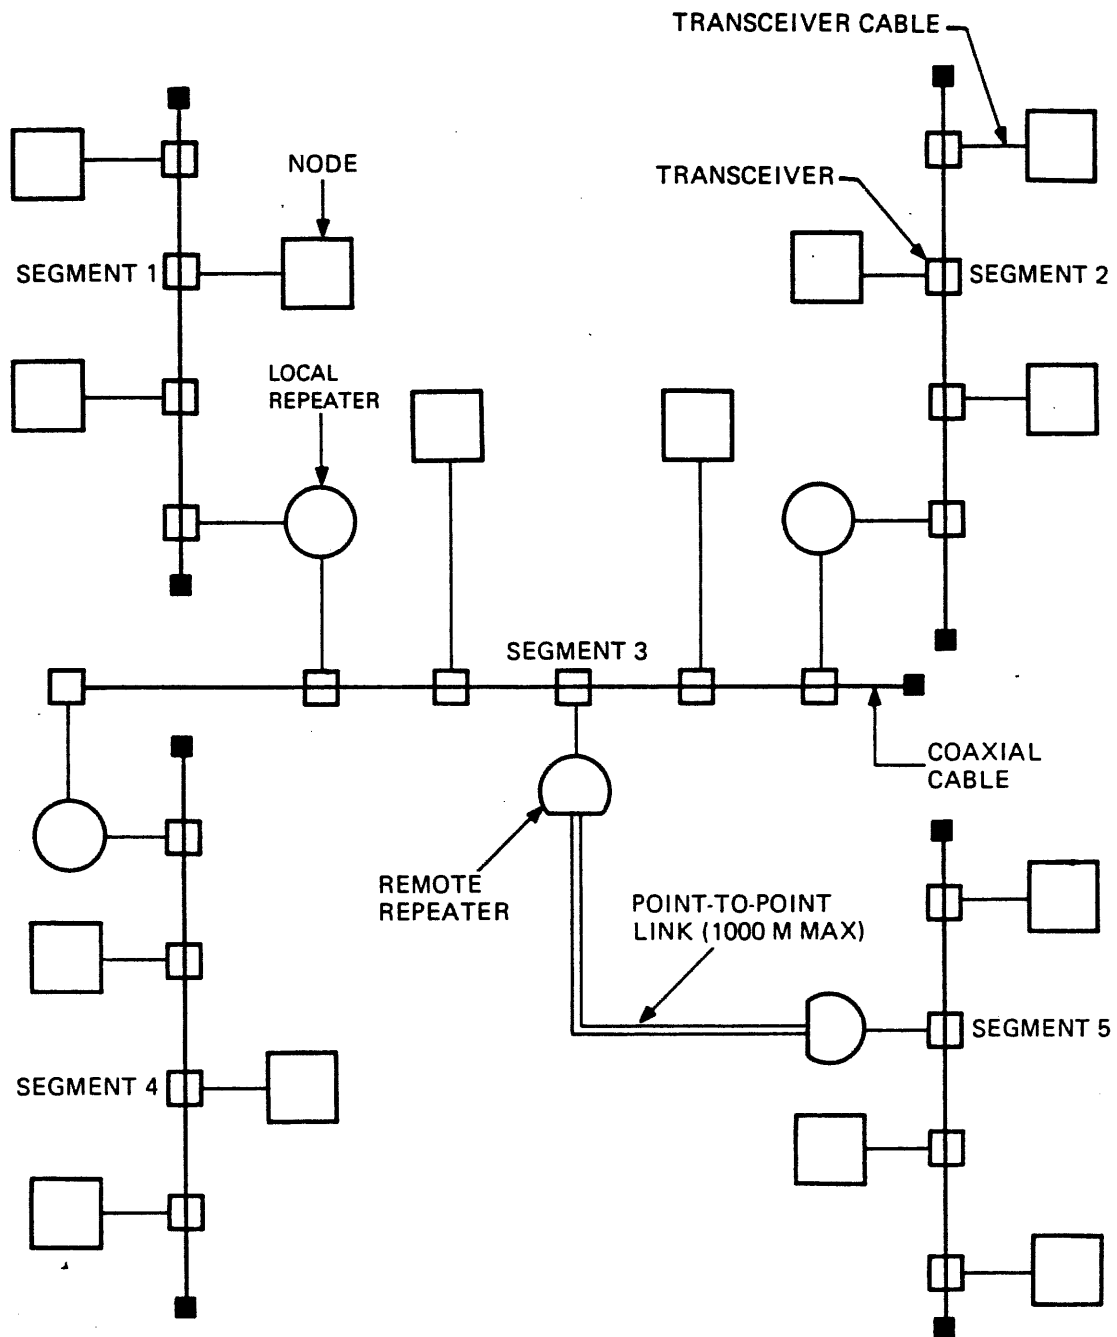 TRANSCEIVER CABLE
NODE
TRANSCEIVER
SEGMENT 1
SEGMENT 2
LOCAL
REPEATER
SEGMENT 3
COAXIAL
CABLE
REMOTE
REPEATER
POINT-TO-POINT
LINK (1000 M MAX)
SEGMENT 5
SEGMENT 4